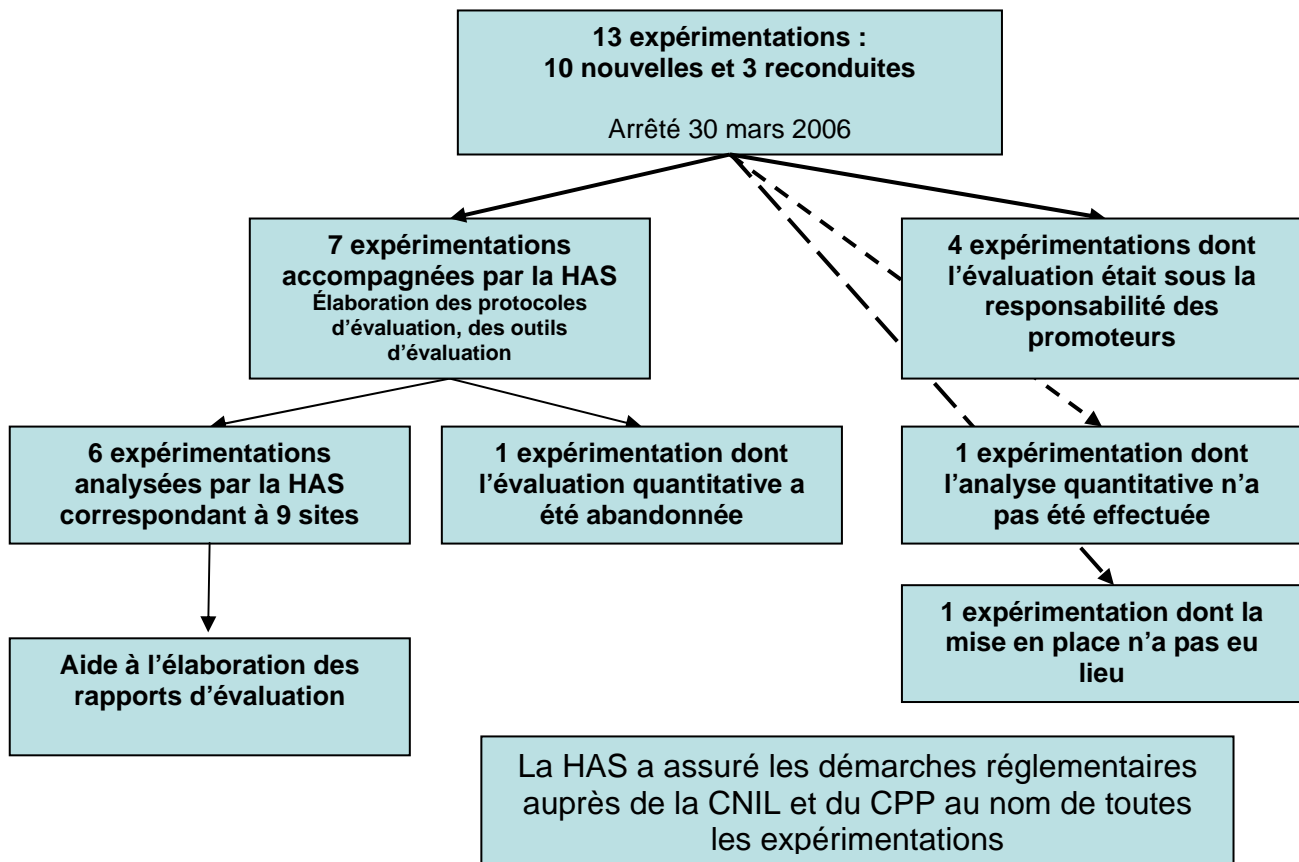 13 expérimentations :
10 nouvelles et 3 reconduites
Arrêté 30 mars 2006
7 expérimentations
accompagnées par la HAS
Élaboration des protocoles
d’évaluation, des outils
d’évaluation
4 expérimentations dont
l’évaluation était sous la
responsabilité des
promoteurs
6 expérimentations
analysées par la HAS
correspondant à 9 sites
1 expérimentation dont
l’évaluation quantitative a
été abandonnée
1 expérimentation dont
l’analyse quantitative n’a
pas été effectuée
1 expérimentation dont la
mise en place n’a pas eu
lieu
Aide à l’élaboration des
rapports d’évaluation
La HAS a assuré les démarches réglementaires
auprès de la CNIL et du CPP au nom de toutes
les expérimentations